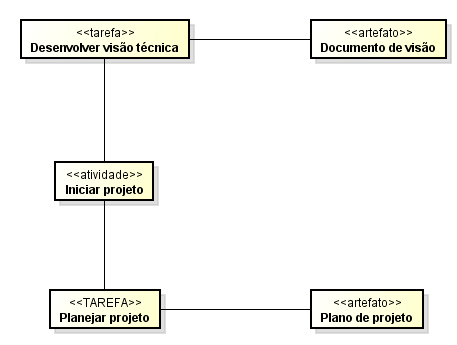 <<tarefa>>
Desenvolver visão técnica
<<artefato>>
Documento de visão
<<atividade>>
Iniciar projeto
<<TAREFA>>
Planejar projeto
<<artefato>>
Plano de projeto